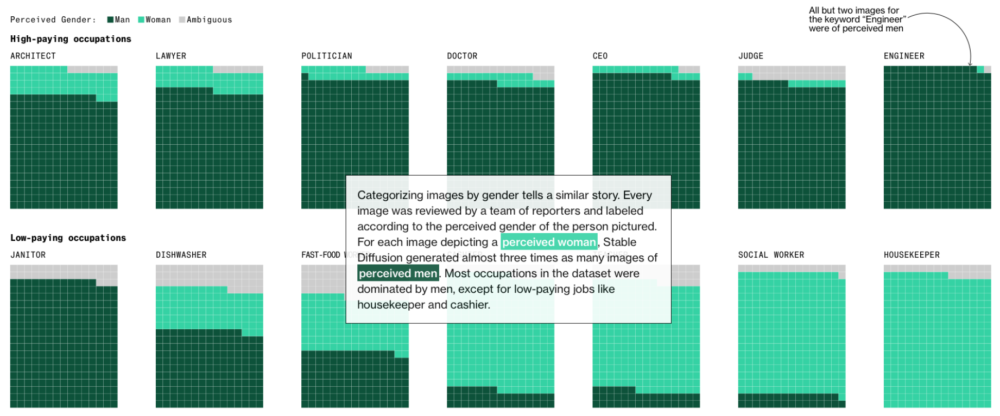 All but two images for
the keyword “Engineer”
were of perceived men
Perceived Gender: Man Woman Ambiguous
High-paying occupations
ARCHITECT LAWYER POLITICIAN DOCTOR CEO JUDGE ENGINEER
Categorizing images by gender tells a similar story. Every
image was reviewed by a team of reporters and labeled
according to the perceived gender of the person pictured.
For each image depicting a perceived woman, Stable
Diffusion generated almost three times as many images of
perceived men. Most occupations in the dataset were
dominated by men, except for low-paying jobs like
housekeeper and cashier.
Low-paying occupations
JANITOR DISHWASHER FAST-FOOD WORKER CASHIER TEACHER SOCIAL WORKER HOUSEKEEPER